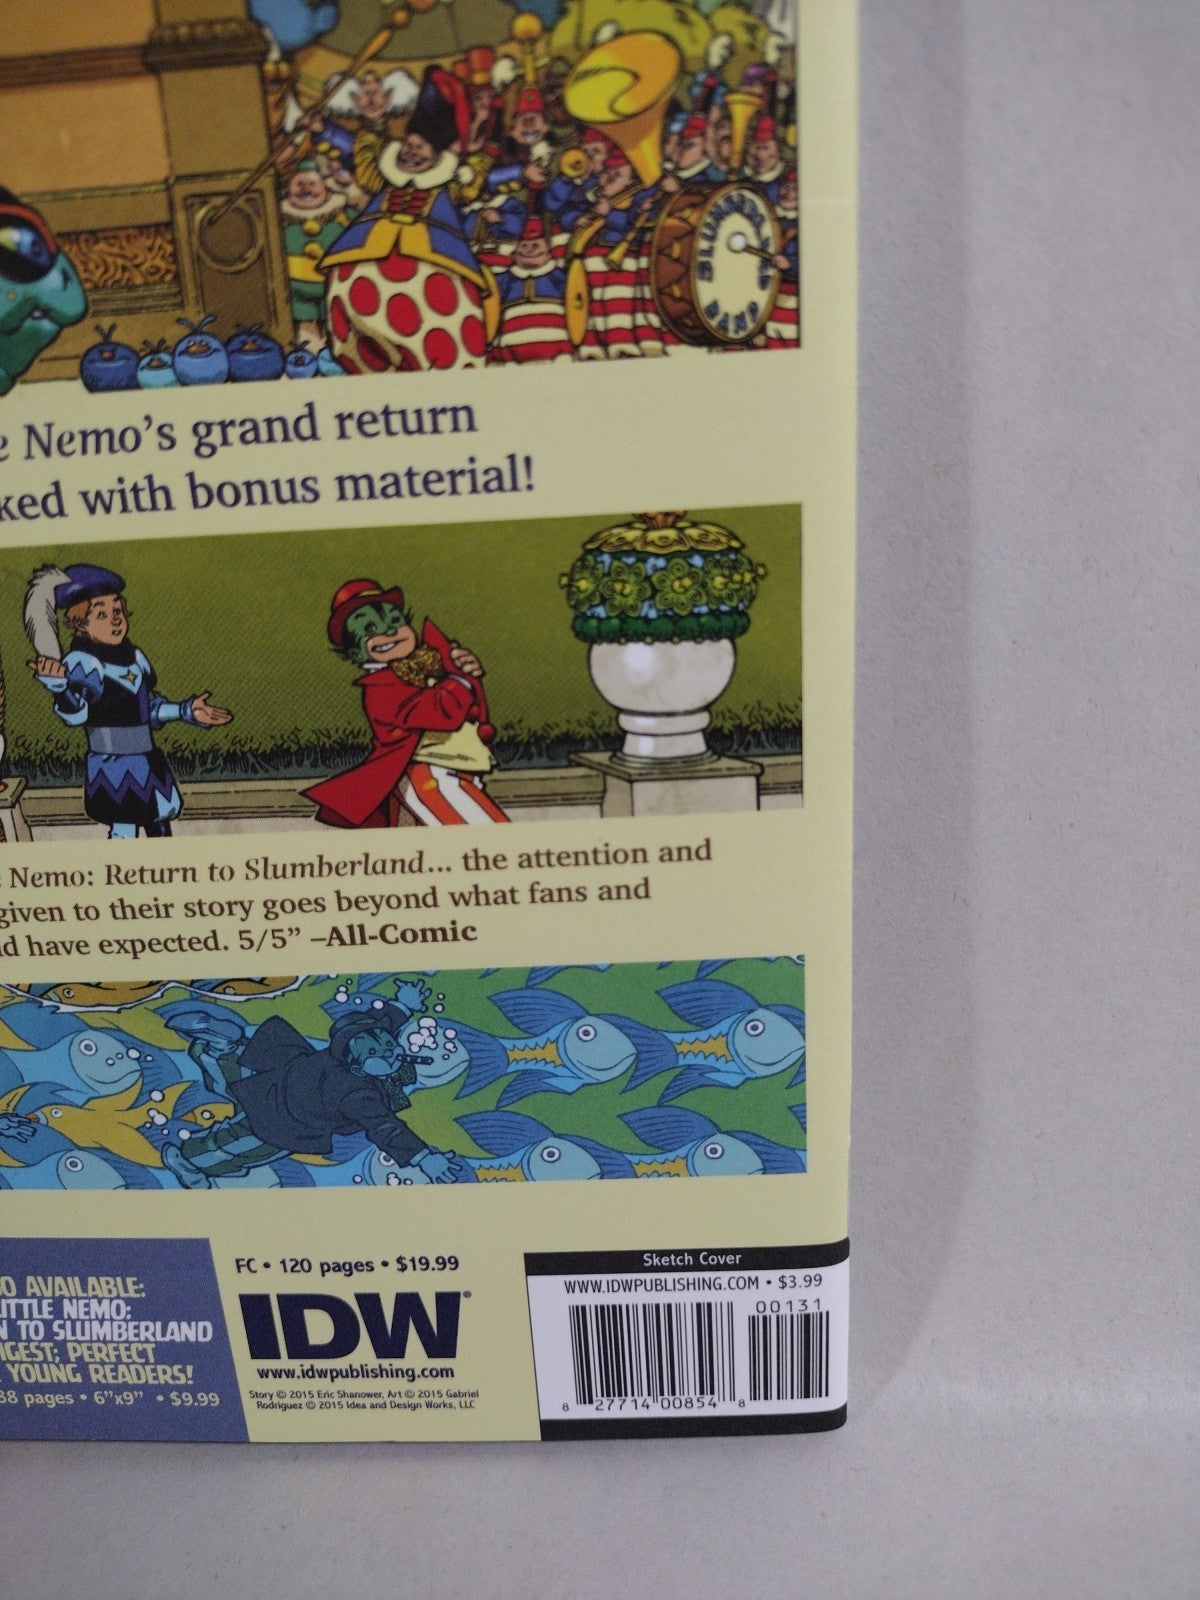 SLUMBERLAND
BAND
e Nemo's grand return
ked with bonus material!
Nemo: Return to Slumberland... the attention and
given to their story goes beyond what fans and
d have expected. 5/5" –All-Comic
O AVAILABLE:
ITTLE NEMO:
N TO SLUMBERLAND
IGEST; PERFECT
YOUNG READERS!
38 pages • 6"x9" • $9.99
FC • 120 pages • $19.99
IDW®
www.idwpublishing.com
Story © 2015 Eric Shanower, Art © 2015 Gabriel
Rodriguez © 2015 Idea and Design Works, LLC
Sketch Cover
WWW.IDWPUBLISHING.COM • $3.99
00131
8 27714 00854 8